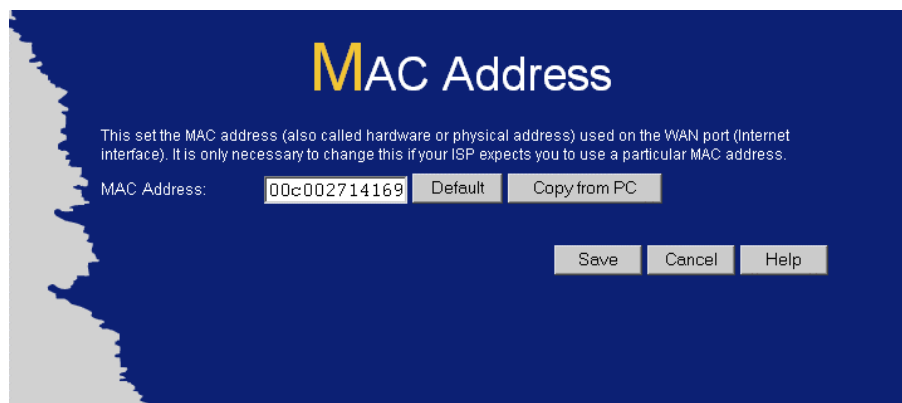 MAC Address
This set the MAC address (also called hardware or physical address) used on the WAN port (Internet
interface). It is only necessary to change this if your ISP expects you to use a particular MAC address.
MAC Address: 00c002714169 Default Copy from PC
Save Cancel Help